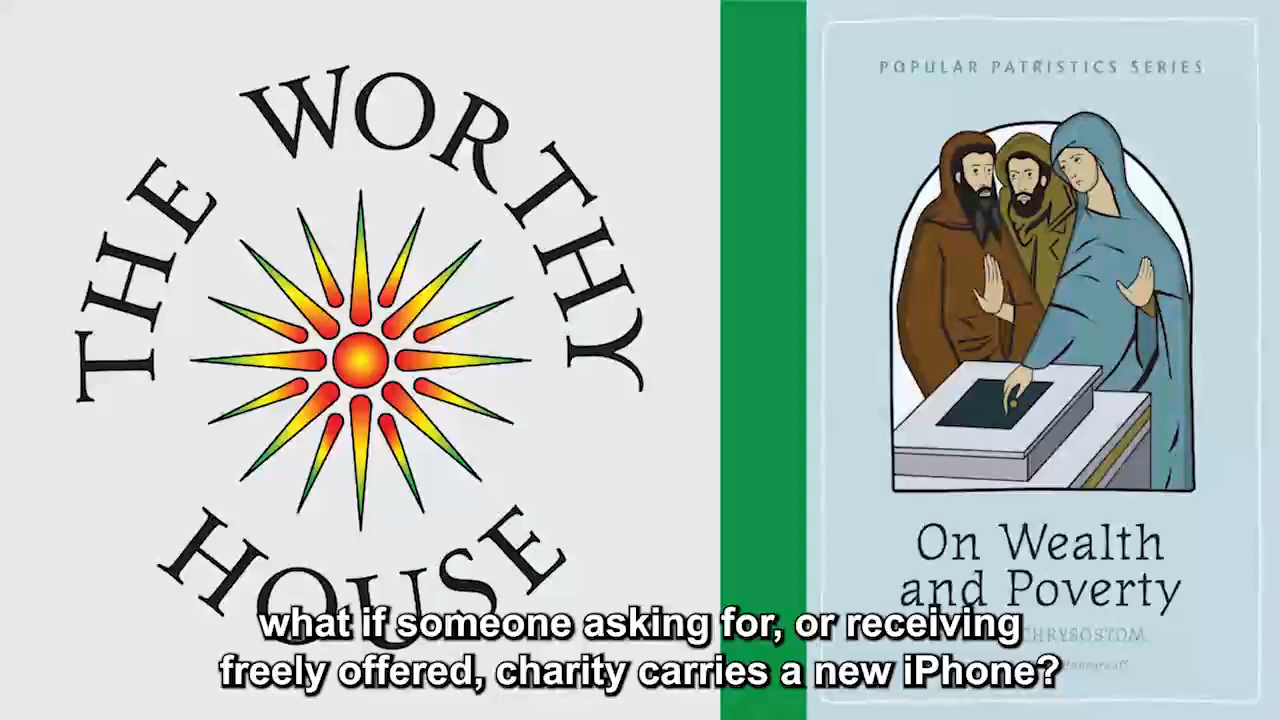 THE WORTHY
HOUSE
POPULAR PATRISTICS SERIES
On Wealth
and Poverty
CHRYSOSTOM
what if someone asking for, or receiving
freely offered, charity carries a new iPhone?